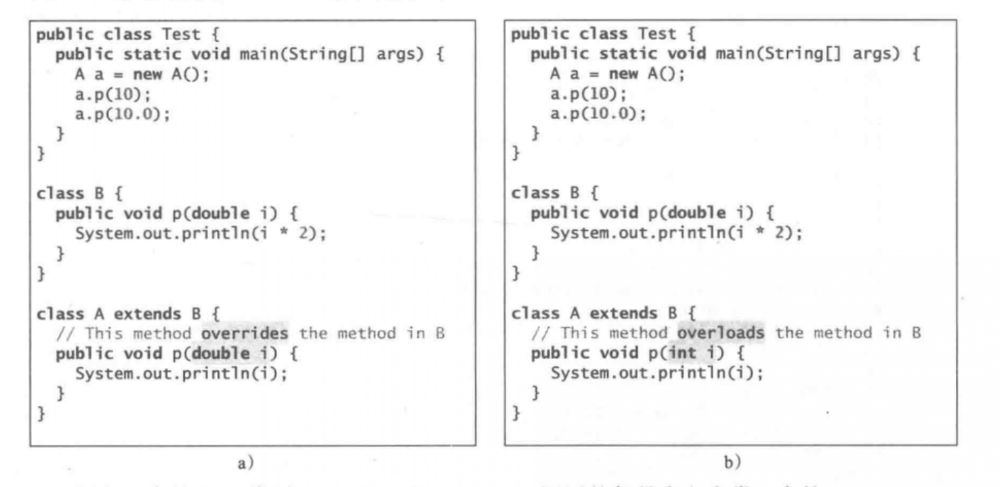 public class Test {
  public static void main(String[] args) {
    A a = new A();
    a.p(10);
    a.p(10.0);
  }
}

class B {
  public void p(double i) {
    System.out.println(i * 2);
  }
}

class A extends B {
  // This method overrides the method in B
  public void p(double i) {
    System.out.println(i);
  }
}
a)
public class Test {
  public static void main(String[] args) {
    A a = new A();
    a.p(10);
    a.p(10.0);
  }
}

class B {
  public void p(double i) {
    System.out.println(i * 2);
  }
}

class A extends B {
  // This method overloads the method in B
  public void p(int i) {
    System.out.println(i);
  }
}
b)